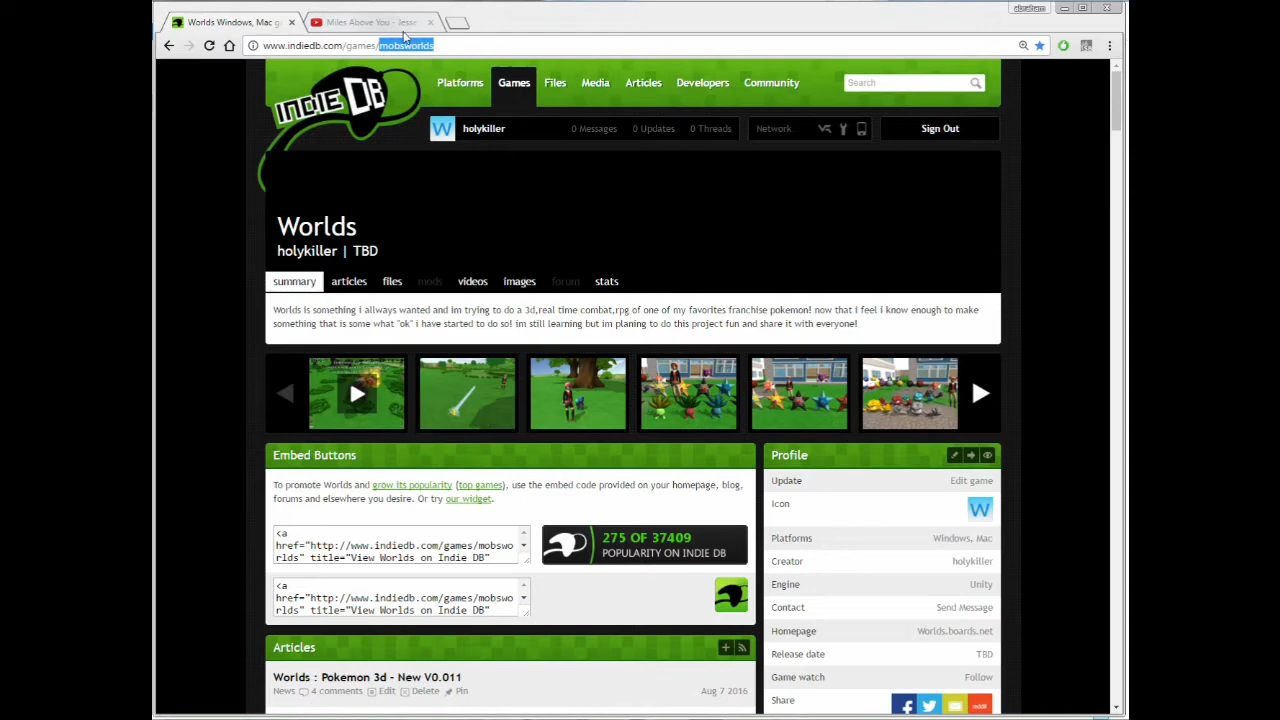 abraham
Worlds Windows, Mac g
Miles Above You - Jesse
www.indiedb.com/games/mobsworlds
INDIE DB
Platforms
Games
Files
Media
Articles
Developers
Community
Search
W
holykiller
0 Messages
0 Updates
0 Threads
Network
Sign Out
Worlds
holykiller | TBD
summary
articles
files
mods
videos
images
forum
stats
Worlds is something i allways wanted and im trying to do a 3d,real time combat,rpg of one of my favorites franchise pokemon! now that i feel i know enough to make
something that is some what "ok" i have started to do so! im still learning but im planing to do this project fun and share it with everyone!
Embed Buttons
To promote Worlds and grow its popularity (top games), use the embed code provided on your homepage, blog,
forums and elsewhere you desire. Or try our widget.
<a
href="http://www.indiedb.com/games/mobswo
rlds" title="View Worlds on Indie DB"
275 OF 37409
POPULARITY ON INDIE DB
<a
href="http://www.indiedb.com/games/mobswo
rlds" title="View Worlds on Indie DB"
Articles
Worlds : Pokemon 3d - New V0.011
News 4 comments Edit Delete Pin
Aug 7 2016
Profile
Update
Edit game
Icon
W
Platforms
Windows, Mac
Creator
holykiller
Engine
Unity
Contact
Send Message
Homepage
Worlds.boards.net
Release date
TBD
Game watch
Follow
Share
reddit